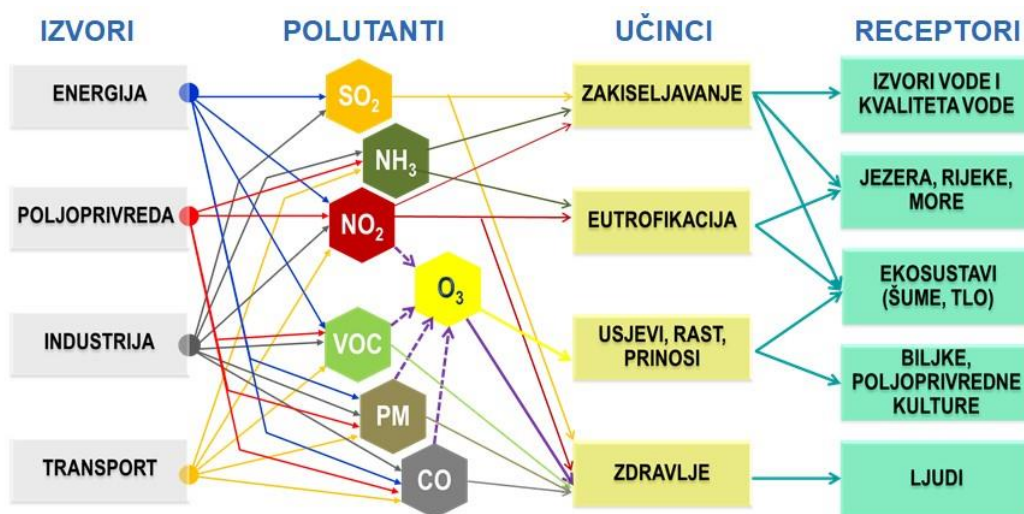 IZVORI
POLUTANTI
UČINCI
RECEPTORI
ENERGIJA
POLJOPRIVREDA
INDUSTRIJA
TRANSPORT
SO₂
NH₃
NO₂
O₃
VOC
PM
CO
ZAKISELJAVANJE
EUTROFIKACIJA
USJEVI, RAST,
PRINOSI
ZDRAVLJE
IZVORI VODE I
KVALITETA VODE
JEZERA, RIJEKE,
MORE
EKOSUSTAVI
(ŠUME, TLO)
BILJKE,
POLJOPRIVREDNE
KULTURE
LJUDI